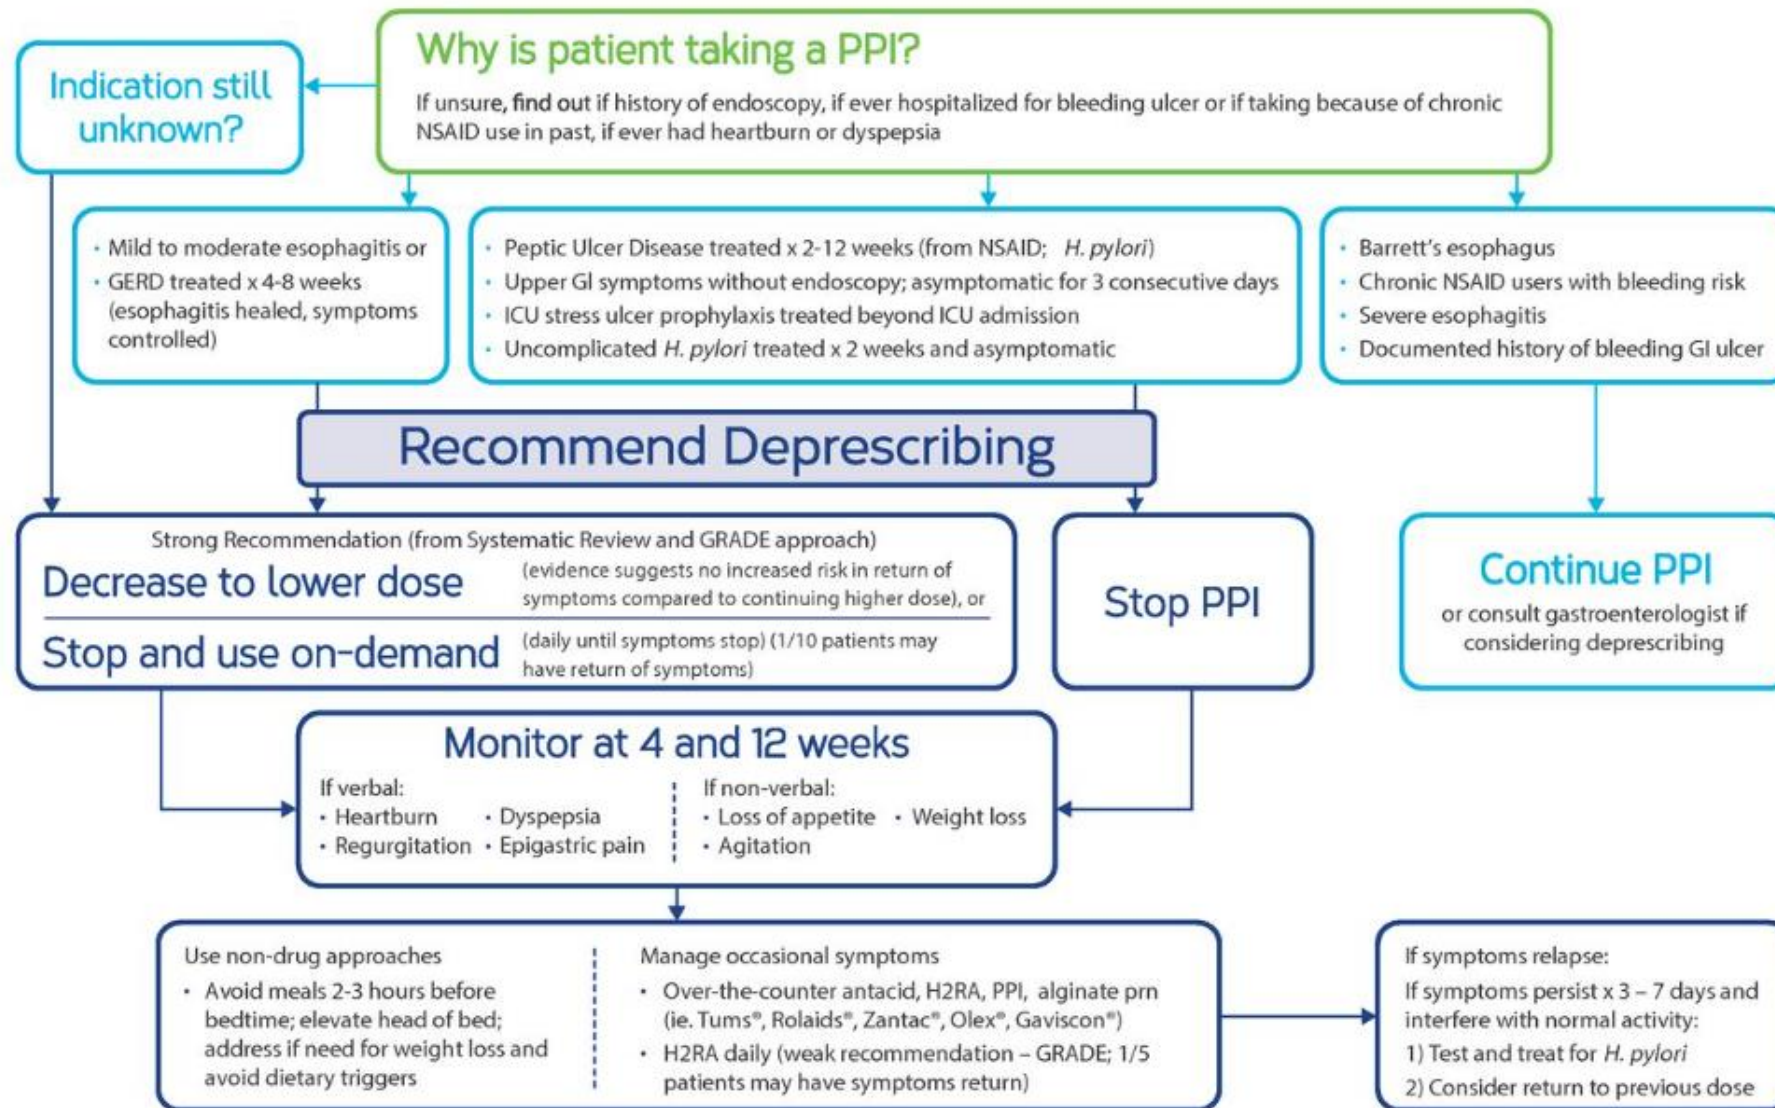 Why is patient taking a PPI?
If unsure, find out if history of endoscopy, if ever hospitalized for bleeding ulcer or if taking because of chronic
NSAID use in past, if ever had heartburn or dyspepsia
Indication still
unknown?
• Mild to moderate esophagitis or
• GERD treated x 4-8 weeks
(esophagitis healed, symptoms
controlled)
• Peptic Ulcer Disease treated x 2-12 weeks (from NSAID; H. pylori)
• Upper GI symptoms without endoscopy; asymptomatic for 3 consecutive days
• ICU stress ulcer prophylaxis treated beyond ICU admission
• Uncomplicated H. pylori treated x 2 weeks and asymptomatic
• Barrett's esophagus
• Chronic NSAID users with bleeding risk
• Severe esophagitis
• Documented history of bleeding GI ulcer
Recommend Deprescribing
Strong Recommendation (from Systematic Review and GRADE approach)
Decrease to lower dose
(evidence suggests no increased risk in return of
symptoms compared to continuing higher dose), or
Stop and use on-demand
(daily until symptoms stop) (1/10 patients may
have return of symptoms)
Stop PPI
Continue PPI
or consult gastroenterologist if
considering deprescribing
Monitor at 4 and 12 weeks
If verbal:
• Heartburn • Dyspepsia
• Regurgitation • Epigastric pain
If non-verbal:
• Loss of appetite • Weight loss
• Agitation
Use non-drug approaches
• Avoid meals 2-3 hours before
bedtime; elevate head of bed;
address if need for weight loss and
avoid dietary triggers
Manage occasional symptoms
• Over-the-counter antacid, H2RA, PPI, alginate prn
(ie. Tums®, Rolaids®, Zantac®, Olex®, Gaviscon®)
• H2RA daily (weak recommendation – GRADE; 1/5
patients may have symptoms return)
If symptoms relapse:
If symptoms persist x 3 – 7 days and
interfere with normal activity:
1) Test and treat for H. pylori
2) Consider return to previous dose